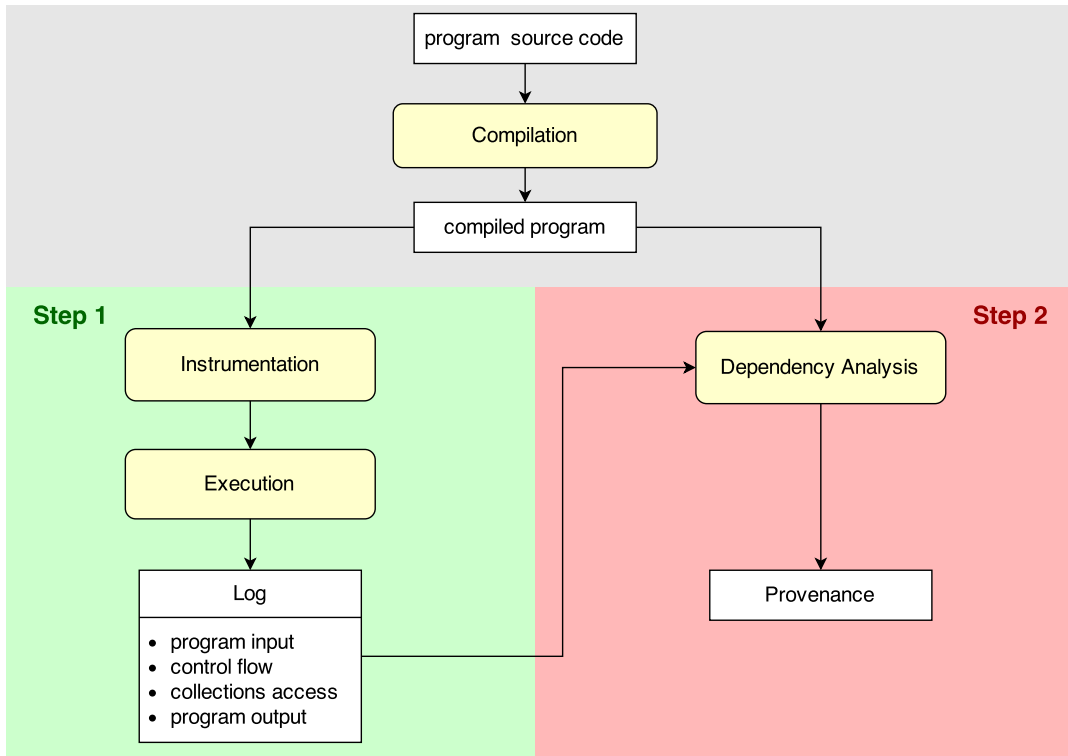 program source code
Compilation
compiled program
Step 1
Step 2
Instrumentation
Dependency Analysis
Execution
Log
Provenance
• program input
• control flow
• collections access
• program output